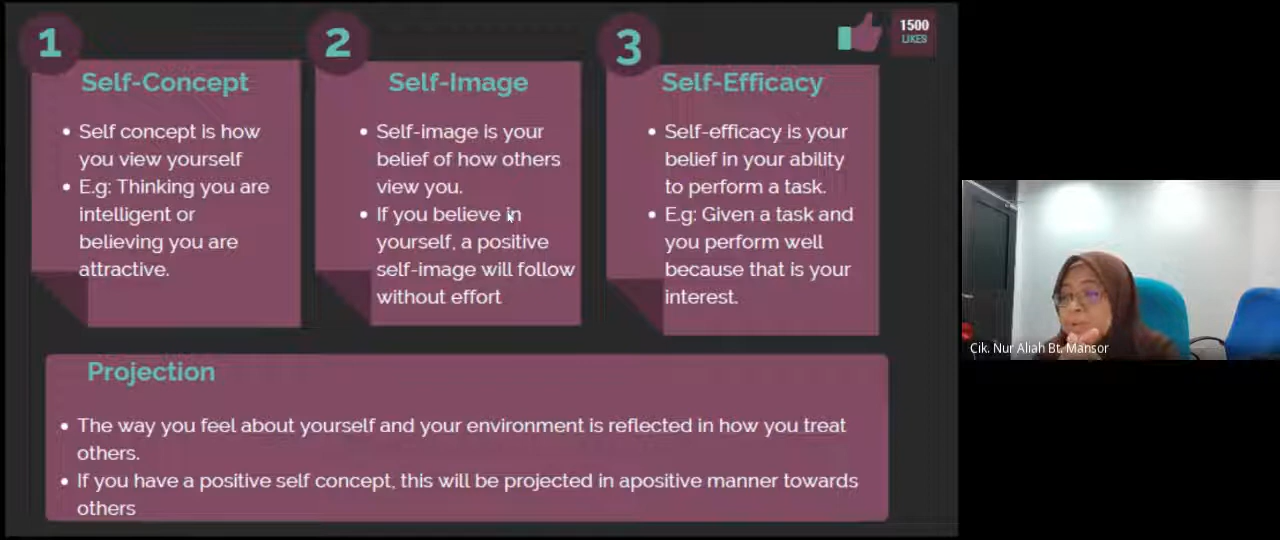 1
Self-Concept
• Self concept is how
you view yourself
• E.g: Thinking you are
intelligent or
believing you are
attractive.
2
Self-Image
• Self-image is your
belief of how others
view you.
• If you believe in
yourself, a positive
self-image will follow
without effort
3
Self-Efficacy
• Self-efficacy is your
belief in your ability
to perform a task.
• E.g: Given a task and
you perform well
because that is your
interest.
1500
LIKES
Projection
• The way you feel about yourself and your environment is reflected in how you treat
others.
• If you have a positive self concept, this will be projected in apositive manner towards
others
Cik. Nur Aliah Bt. Mansor